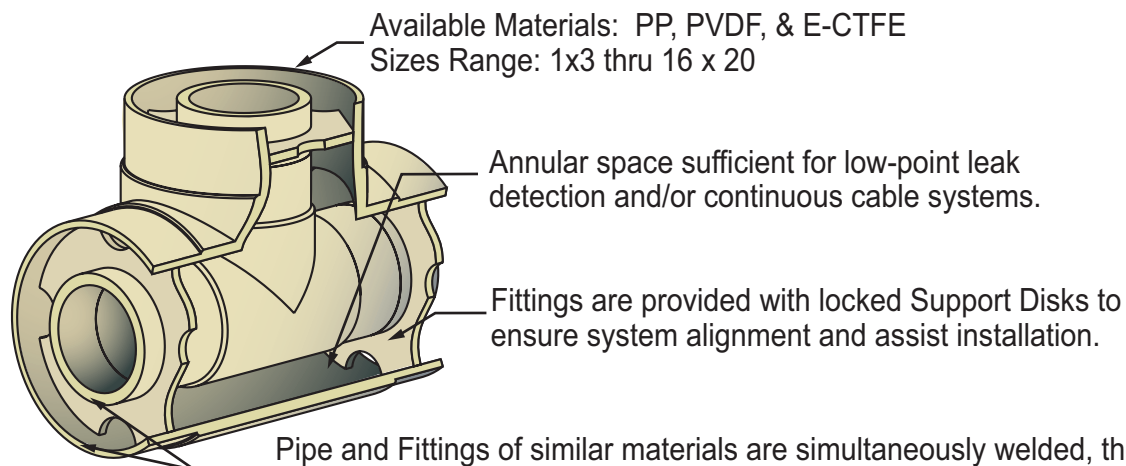 Available Materials: PP, PVDF, & E-CTFE
Sizes Range: 1x3 thru 16 x 20
Annular space sufficient for low-point leak
detection and/or continuous cable systems.
Fittings are provided with locked Support Disks to
ensure system alignment and assist installation.
Pipe and Fittings of similar materials are simultaneously welded, th